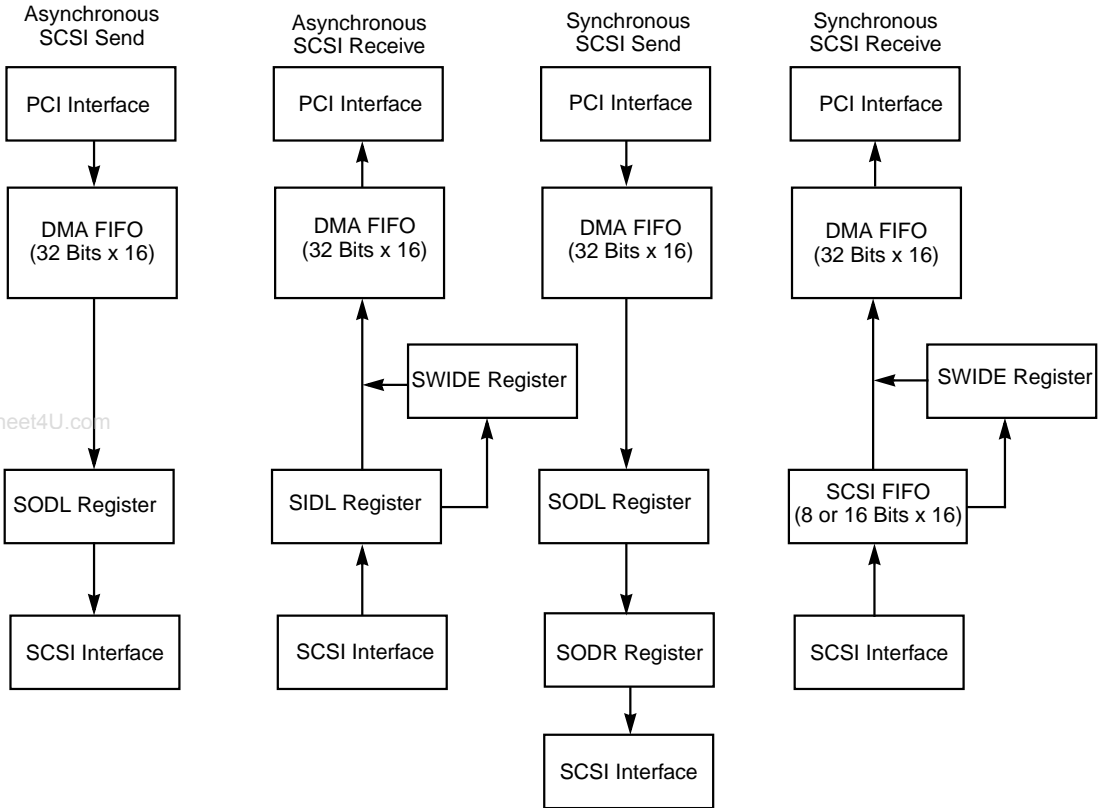 Asynchronous
SCSI Send
PCI Interface
DMA FIFO
(32 Bits x 16)
SODL Register
SCSI Interface
Asynchronous
SCSI Receive
PCI Interface
DMA FIFO
(32 Bits x 16)
SWIDE Register
SIDL Register
SCSI Interface
Synchronous
SCSI Send
PCI Interface
DMA FIFO
(32 Bits x 16)
SODL Register
SODR Register
SCSI Interface
Synchronous
SCSI Receive
PCI Interface
DMA FIFO
(32 Bits x 16)
SWIDE Register
SCSI FIFO
(8 or 16 Bits x 16)
SCSI Interface
heet4U.com